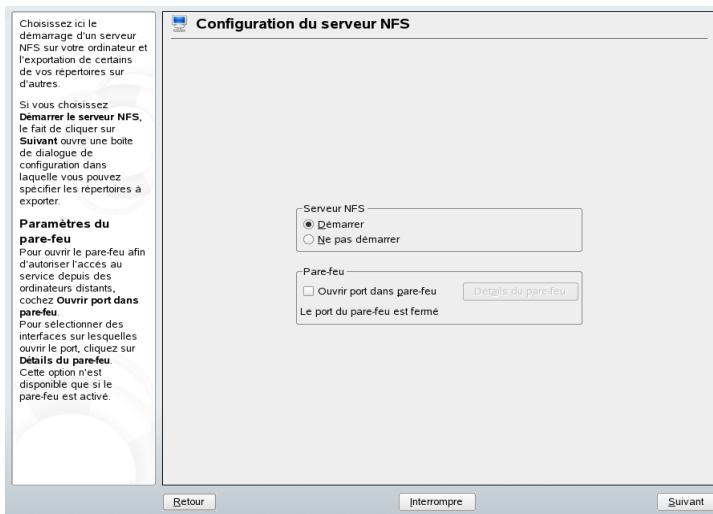 Choisissez ici le
démarrage d'un serveur
NFS sur votre ordinateur et
l'exportation de certains
de vos répertoires sur
d'autres.
Si vous choisissez
Démarrer le serveur NFS,
le fait de cliquer sur
Suivant ouvre une boîte
de dialogue de
configuration dans
laquelle vous pouvez
spécifier les répertoires à
exporter.
Paramètres du
pare-feu
Pour ouvrir le pare-feu afin
d'autoriser l'accès au
service depuis des
ordinateurs distants,
cochez Ouvrir port dans
pare-feu.
Pour sélectionner des
interfaces sur lesquelles
ouvrir le port, cliquez sur
Détails du pare-feu.
Cette option n'est
disponible que si le
pare-feu est activé.
Configuration du serveur NFS
Serveur NFS
Démarrer
Ne pas démarrer
Pare-feu
Ouvrir port dans pare-feu
Détails du pare-feu
Le port du pare-feu est fermé
Retour
Interrompre
Suivant